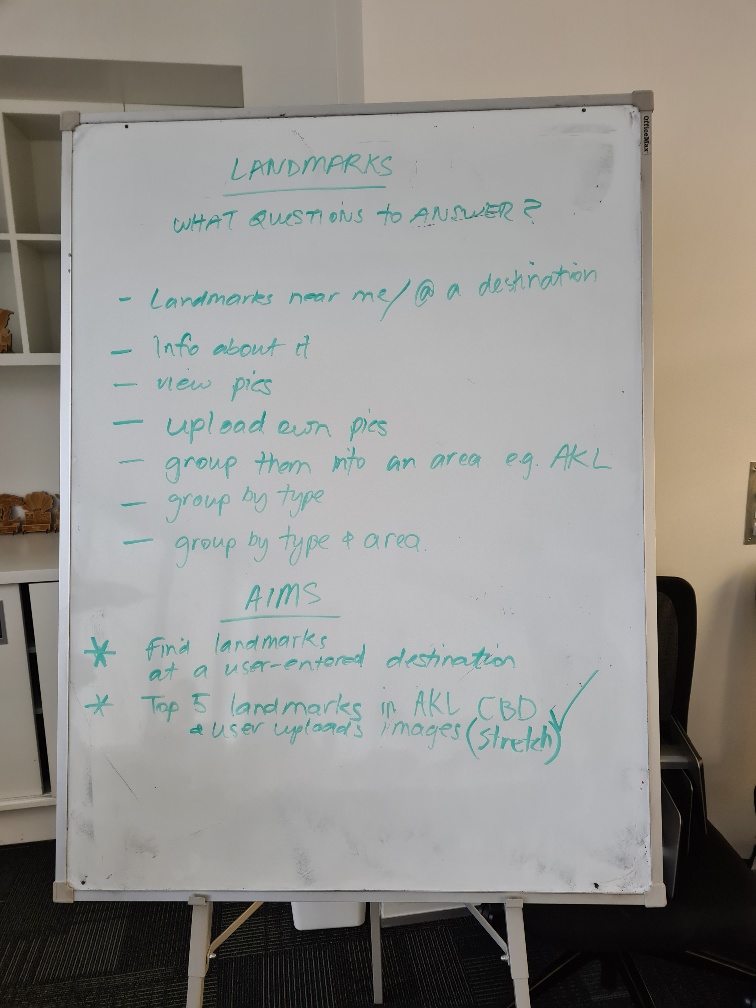 OfficeMax
LANDMARKS
WHAT QUESTIONS to ANSWER?
- Landmarks near me/@ a destination
- Info about it
- view pics
- upload own pics
- group them into an area e.g. AKL
- group by type
- group by type & area.
AIMS
* Find landmarks
at a user-entered destination
* Top 5 landmarks in AKL CBD ✓
& user uploads images (stretch)